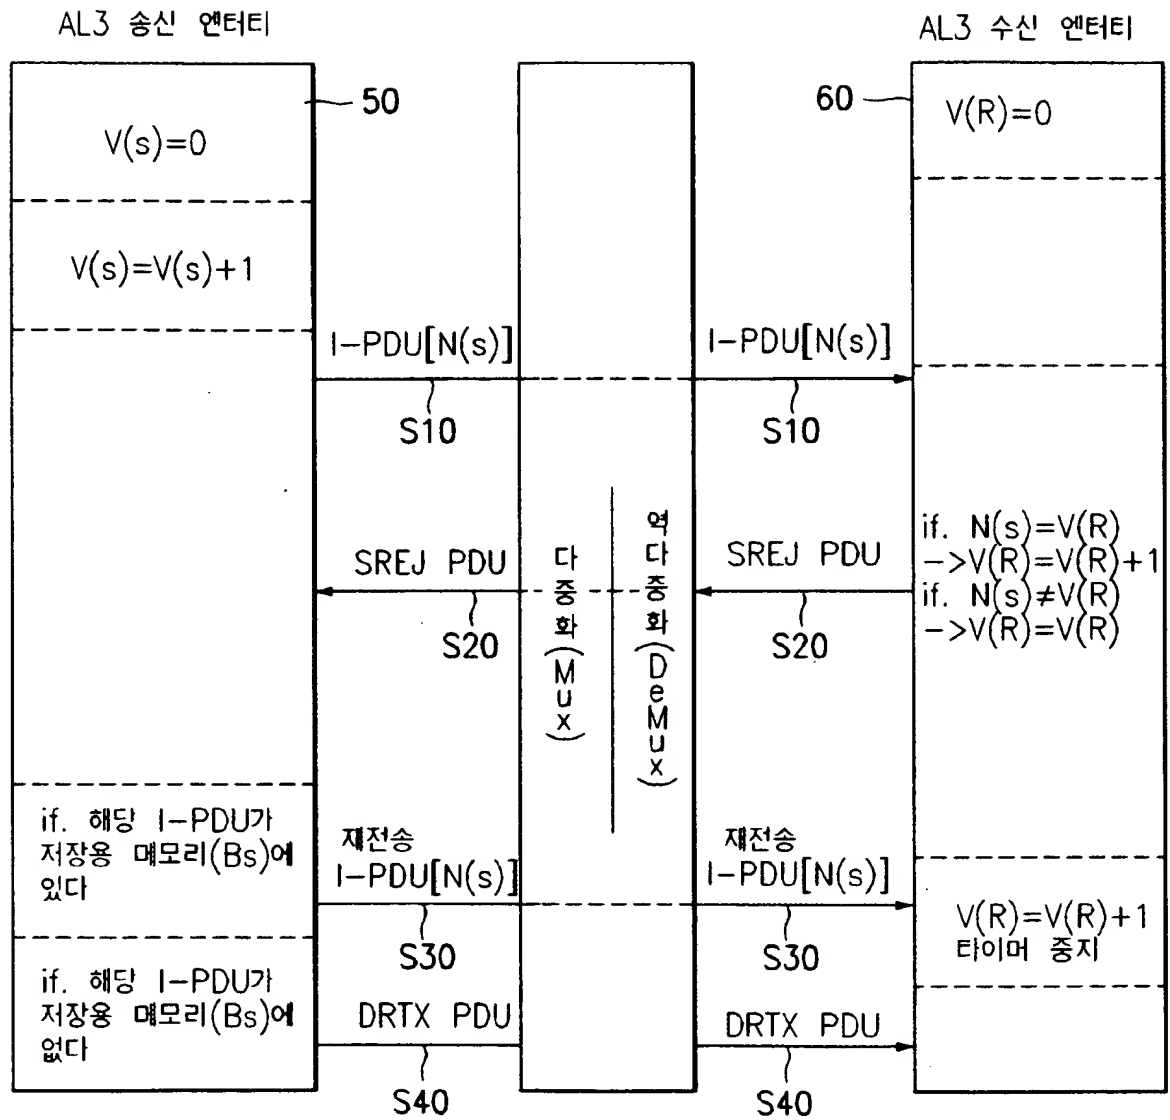 AL3 송신 엔터티
AL3 수신 엔터티
50
60
V(s)=0
V(R)=0
V(s)=V(s)+1
I-PDU[N(s)]
I-PDU[N(s)]
S10
S10
if. N(s)=V(R)
->V(R)=V(R)+1
if. N(s)≠V(R)
->V(R)=V(R)
SREJ PDU
SREJ PDU
S20
S20
다중화(Mux)
역다중화(DeMux)
if. 해당 I-PDU가
저장용 메모리(Bs)에
있다
재전송
I-PDU[N(s)]
재전송
I-PDU[N(s)]
S30
S30
V(R)=V(R)+1
타이머 중지
if. 해당 I-PDU가
저장용 메모리(Bs)에
없다
DRTX PDU
DRTX PDU
S40
S40